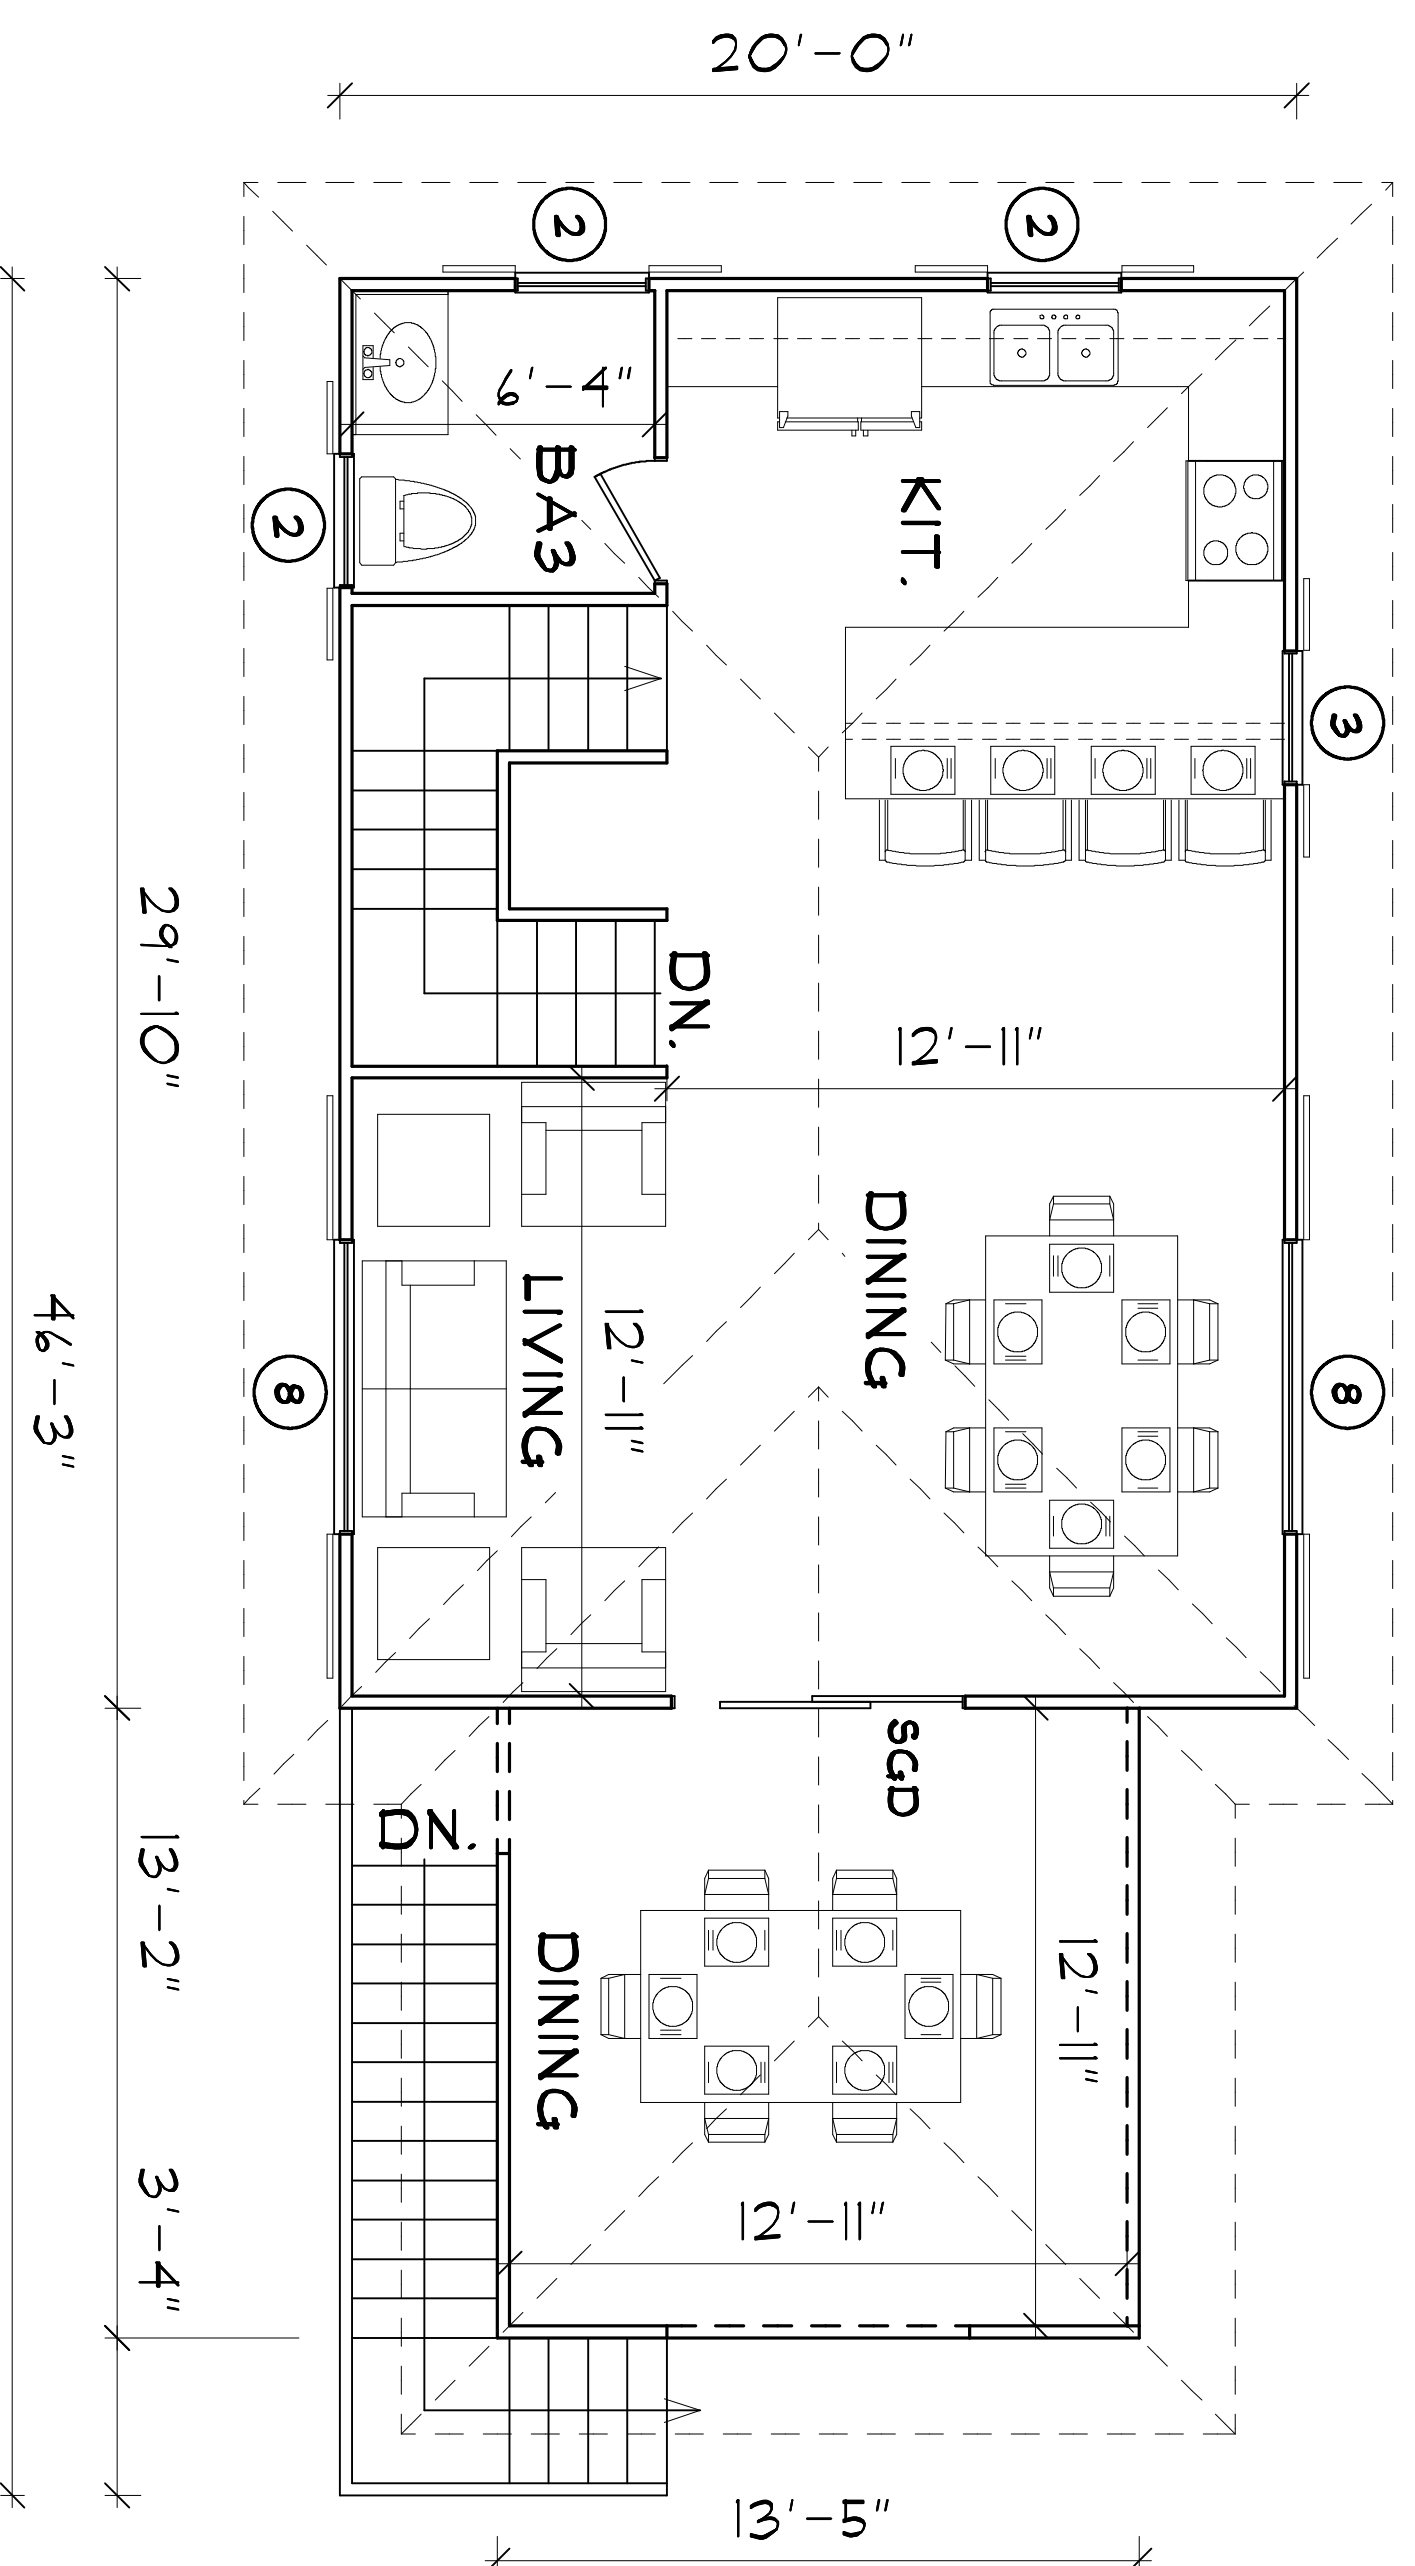 20'-0"
2
2
6'-4"
BA3
KIT.
2
3
DN.
12'-11"
29'-10"
46'-3"
DINING
LIVING
12'-11"
8
8
SGD
DN.
13'-2"
DINING
12'-11"
3'-4"
12'-11"
13'-5"